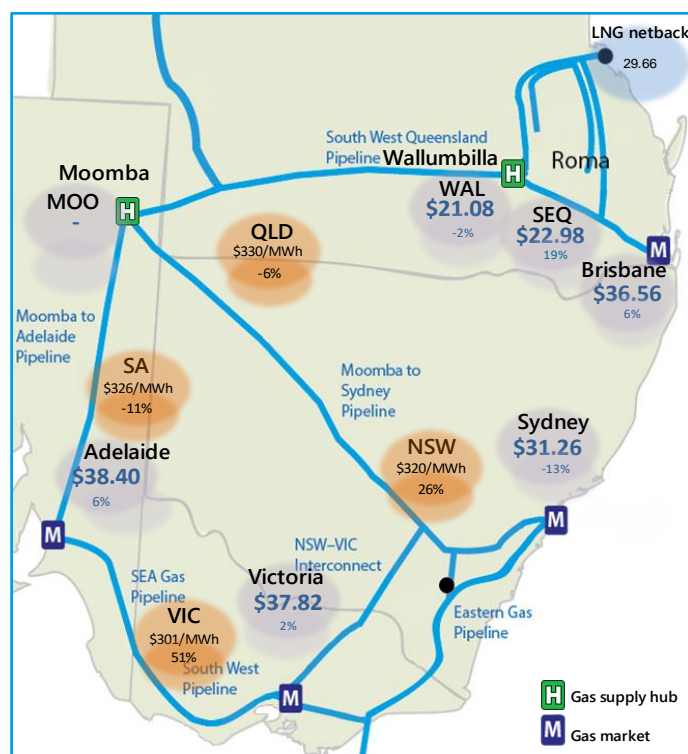 LNG netback
29.66
South West Queensland
Pipeline
Wallumbilla
Roma
Moomba
MOO
-
H
H
WAL
$21.08
-2%
SEQ
$22.98
19%
QLD
$330/MWh
-6%
M
Brisbane
$36.56
6%
Moomba to
Adelaide
Pipeline
SA
$326/MWh
-11%
Moomba to
Sydney
Pipeline
Sydney
$31.26
-13%
NSW
$320/MWh
26%
Adelaide
$38.40
6%
M
M
NSW–VIC
Interconnect
SEA Gas
Pipeline
Victoria
$37.82
2%
Eastern Gas
Pipeline
VIC
$301/MWh
51%
South West
Pipeline
M
H Gas supply hub
M Gas market